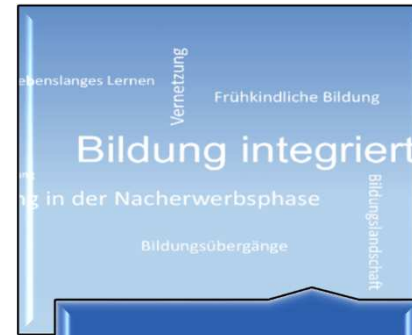 ebenslanges Lernen
Vernetzung
Frühkindliche Bildung
Bildung integriert
g in der Nacherwerbsphase
Bildungslandschaft
Bildungsübergänge